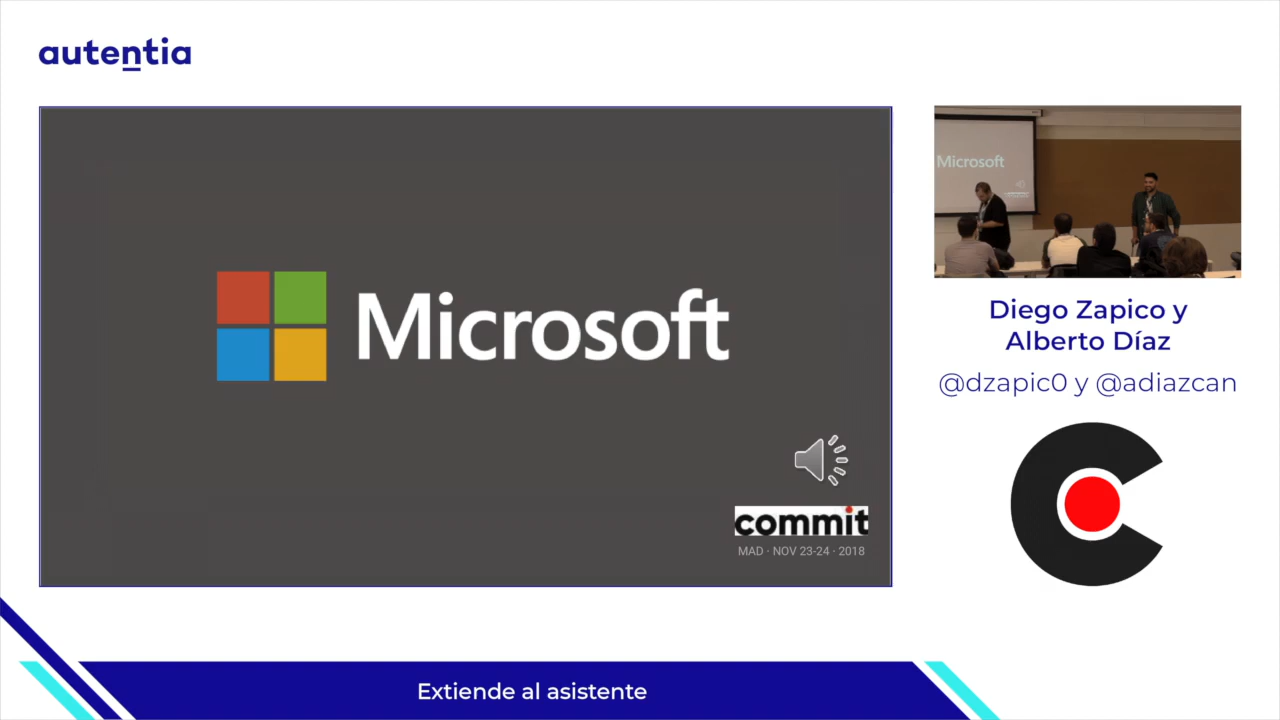 autentia
Microsoft
commit
MAD · NOV 23-24 · 2018
Microsoft
Diego Zapico y
Alberto Díaz
@dzapic0 y @adiazcan
Extiende al asistente